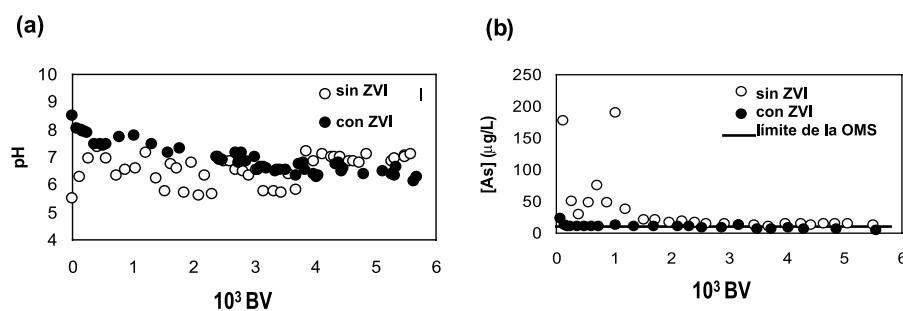 (a)
10
9
8
7
6
5
4
pH
sin ZVI
con ZVI
0 1 2 3 4 5 6
10³ BV
(b)
250
200
150
100
50
0
[As] (µg/L)
sin ZVI
con ZVI
límite de la OMS
0 1 2 3 4 5 6
10³ BV